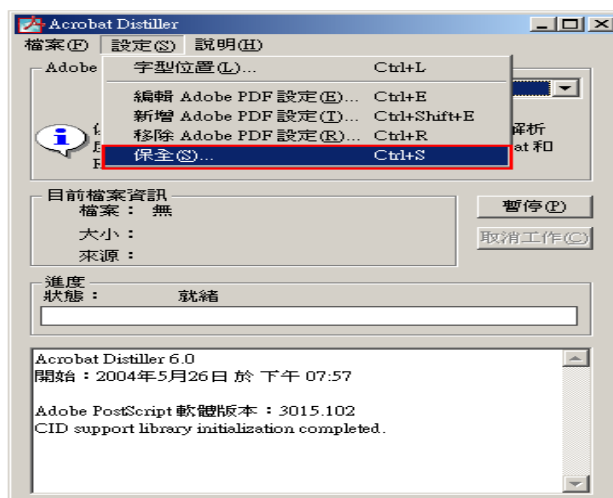 Acrobat Distiller
檔案(F) 設定(S) 說明(H)
Adobe
字型位置(L)... Ctrl+L
編輯 Adobe PDF 設定(E)... Ctrl+E
新增 Adobe PDF 設定(T)... Ctrl+Shift+E
移除 Adobe PDF 設定(R)... Ctrl+R
解析
保全(S)... Ctrl+S
at 和
目前檔案資訊
檔案： 無
暫停(P)
大小：
取消工作(C)
來源：
進度
狀態： 就緒
Acrobat Distiller 6.0
開始：2004年5月26日 於 下午 07:57
Adobe PostScript 軟體版本：3015.102
CID support library initialization completed.